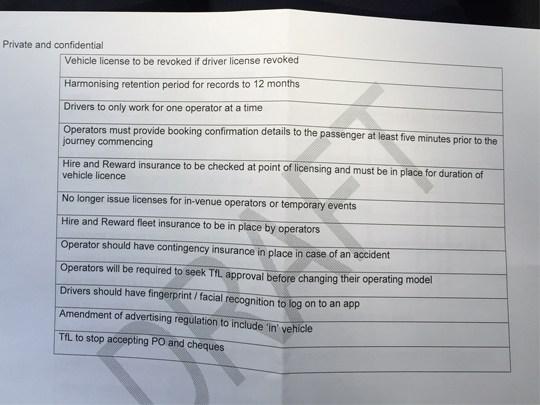 Private and confidential
Vehicle license to be revoked if driver license revoked
Harmonising retention period for records to 12 months
Drivers to only work for one operator at a time
Operators must provide booking confirmation details to the passenger at least five minutes prior to the
journey commencing
Hire and Reward insurance to be checked at point of licensing and must be in place for duration of
vehicle licence
No longer issue licenses for in-venue operators or temporary events
Hire and Reward fleet insurance to be in place by operators
Operator should have contingency insurance in place in case of an accident
Operators will be required to seek TfL approval before changing their operating model
Drivers should have fingerprint / facial recognition to log on to an app
Amendment of advertising regulation to include 'in' vehicle
TfL to stop accepting PO and cheques
DRAFT